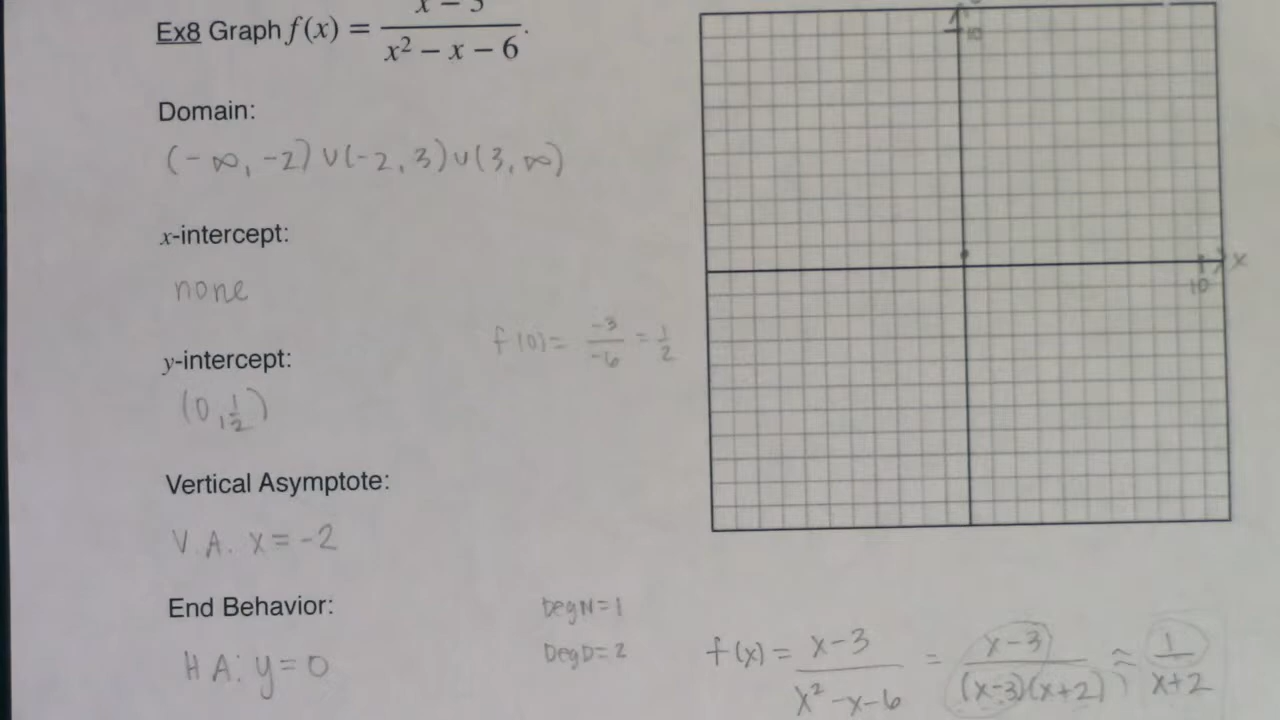 Ex8 Graph f(x) = x − 3 / x² − x − 6.
Domain:
(-∞, -2) ∪ (-2, 3) ∪ (3, ∞)
x-intercept:
none
f(0) = -3/-6 = 1/2
y-intercept:
(0, 1/2)
Vertical Asymptote:
V.A. x = -2
End Behavior:
HA: y = 0
Deg N = 1
Deg D = 2
f(x) = x-3 / x²-x-6 = x-3 / (x-3)(x+2) ≈ 1 / x+2
10
x
10